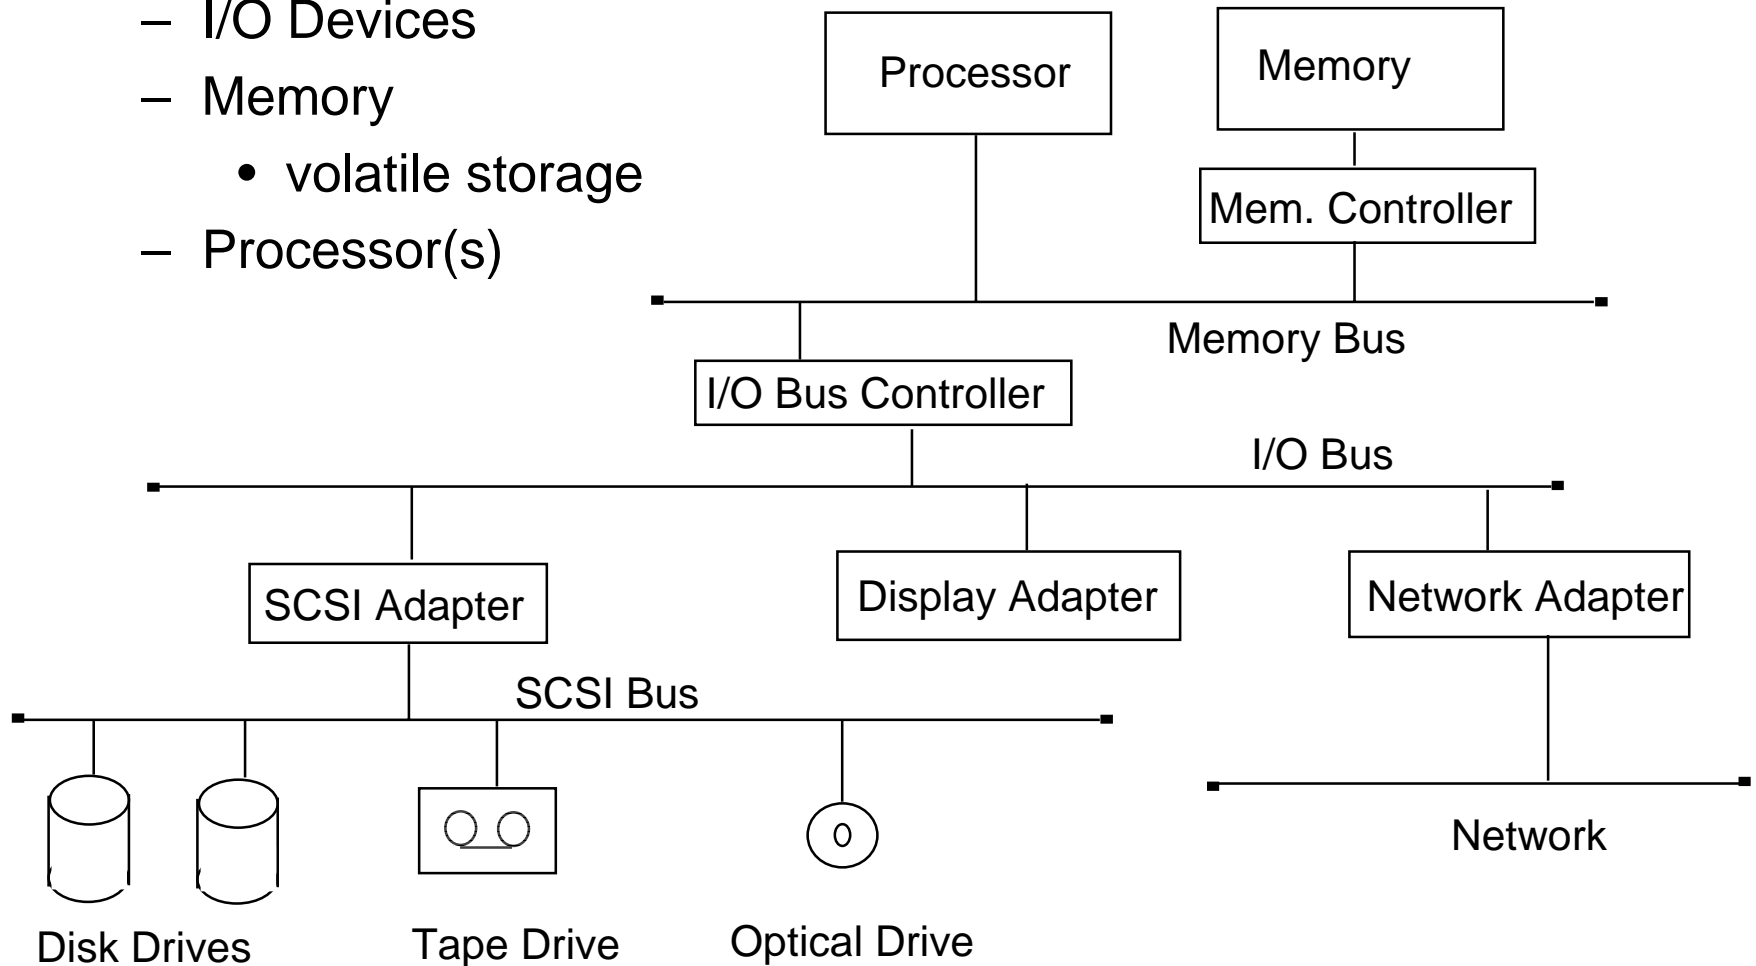 – I/O Devices
– Memory
• volatile storage
– Processor(s)
Processor
Memory
Mem. Controller
Memory Bus
I/O Bus Controller
I/O Bus
SCSI Adapter
Display Adapter
Network Adapter
SCSI Bus
Network
Disk Drives
Tape Drive
Optical Drive